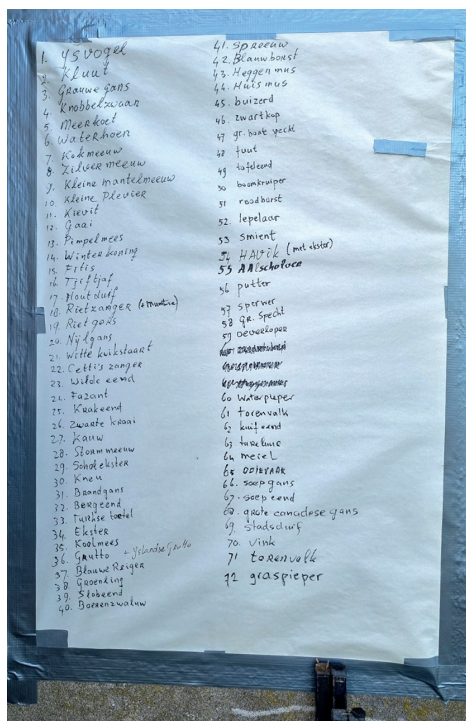 1. YSvogel
2. Kluut
3. Grauwe gans
4. Knobbelzwaan
5. Meerkoet
6. Waterhoen
7. Kokmeeuw
8. Zilvermeeuw
9. Kleine mantelmeeuw
10. Kleine Plevier
11. Kievit
12. Gaai
13. Pimpelmees
14. Winterkoning
15. Fitis
16. Tjiftjaf
17. Houtduif
18. Rietzanger
19. Rietgors
20. Nijlgans
21. Witte kwikstaart
22. Cetti's zanger
23. Wilde eend
24. Fazant
25. Krakeend
26. Zwarte kraai
27. Kauw
28. Stormmeeuw
29. Scholekster
30. Kneu
31. Brandgans
32. Bergeend
33. Turkse tortel
34. Ekster
35. Koolmees
36. Grutto + Yslandse Grutto
37. Blauwe Reiger
38. Groenling
39. Slobeend
40. Boerenzwaluw
41. Spreeuw
42. Blauwborst
43. Heggenmus
44. Huismus
45. buizerd
46. zwartkop
47 gr. bonte specht
48 fuut
49 tafeleend
50 boomkruiper
51 roodborst
52. lepelaar
53 smient
54 HAVIK (met ekster)
55 AAlscholver
56 putter
57 sperwer
58 GR. Specht
59 oeverloper
60 Waterpieper
61 torenvalk
62 kuifeend
63 tureluur
64 merel
65 OOIEVAAR
66. soepgans
67. soepeend
68. grote canadese gans
69. Stadsduif
70. Vink
71 torenvalk
72 graspieper